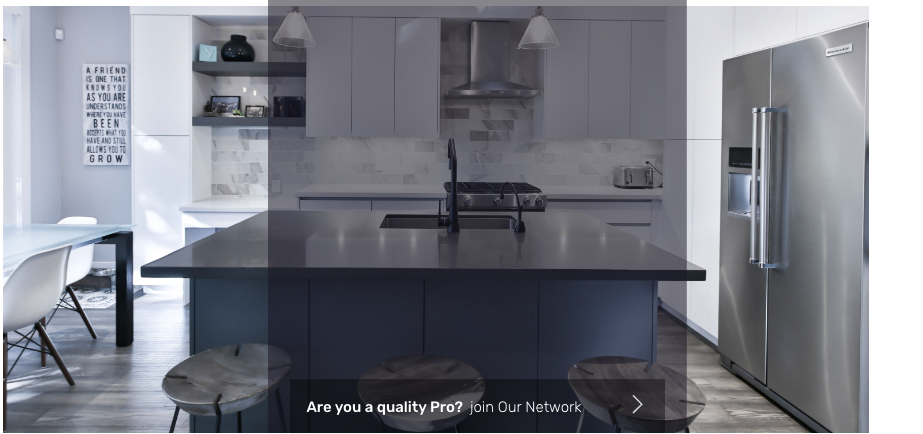 A FRIEND
IS ONE THAT
KNOWS YOU
AS YOU ARE
UNDERSTANDS
WHERE YOU HAVE
BEEN
ACCEPTS WHAT YOU
HAVE AND STILL
ALLOWS YOU TO
GROW
Are you a quality Pro? join Our Network